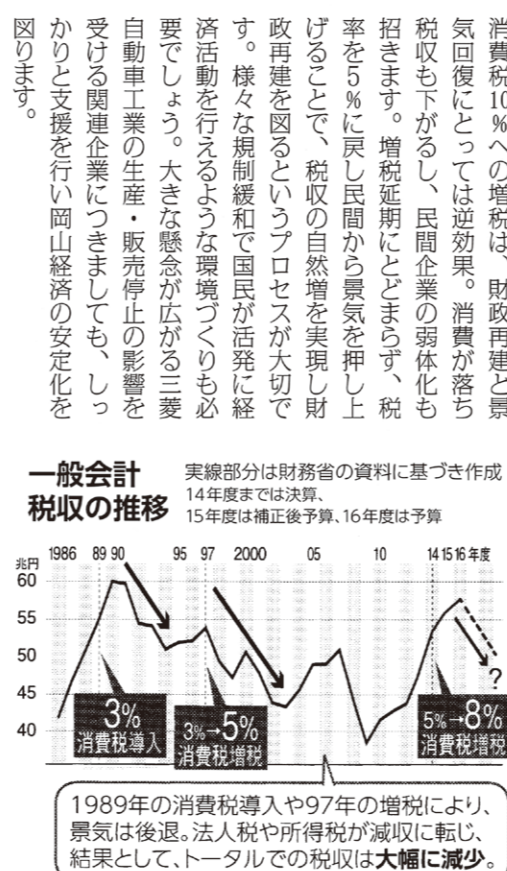 消費税10%への増税は、財政再建と景
気回復にとっては逆効果。消費が落ち
税収も下がるし、民間企業の弱体化も
招きます。増税延期にとどまらず、税
率を5%に戻し民間から景気を押し上
げることで、税収の自然増を実現し財
政再建を図るというプロセスが大切で
す。様々な規制緩和で国民が活発に経
済活動を行えるような環境づくりも必
要でしょう。大きな懸念が広がる三菱
自動車工業の生産・販売停止の影響を
受ける関連企業につきましても、しっ
かりと支援を行い岡山経済の安定化を
図ります。
一般会計
税収の推移
実線部分は財務省の資料に基づき作成
14年度までは決算、
15年度は補正後予算、16年度は予算
兆円
1986 89 90 95 97 2000 05 10 14 15 16 年度
60
55
50
45
40
3%
消費税導入
3%→5%
消費税増税
5%→8%
消費税増税
?
1989年の消費税導入や97年の増税により、
景気は後退。法人税や所得税が減収に転じ、
結果として、トータルでの税収は大幅に減少。